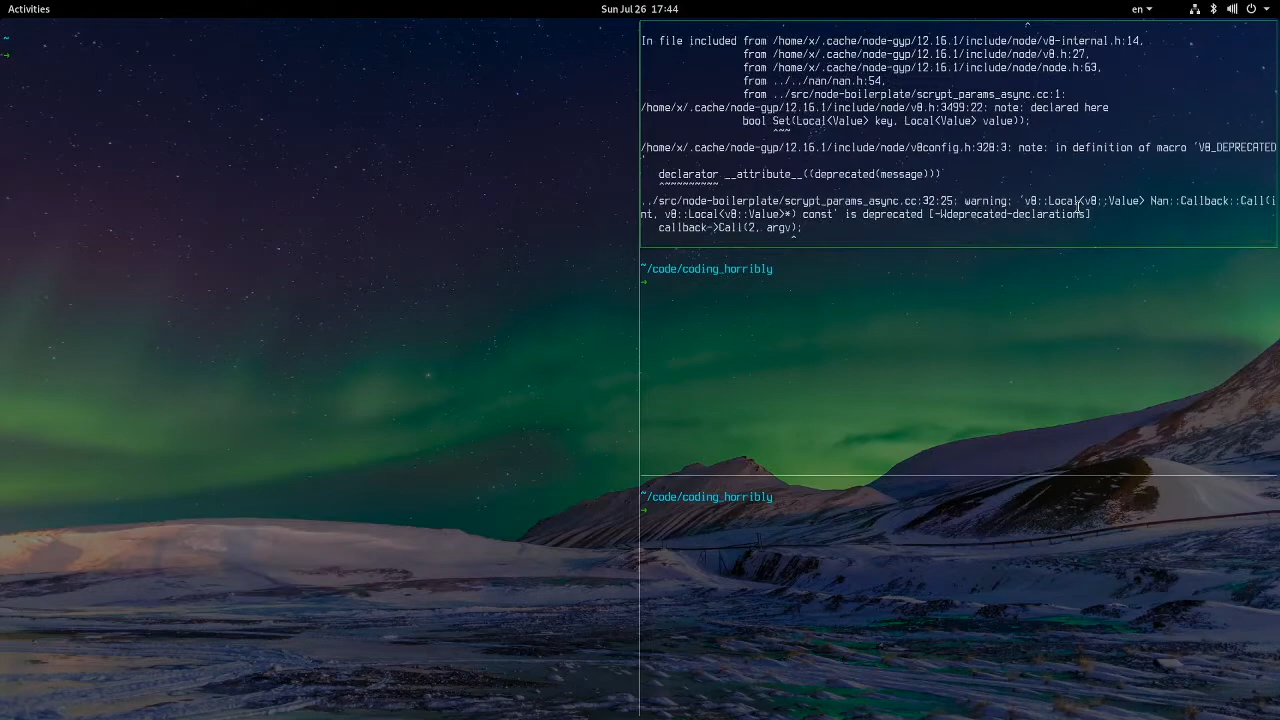 Activities
Sun Jul 26 17:44
en
~
→
^
In file included from /home/x/.cache/node-gyp/12.16.1/include/node/v8-internal.h:14,
from /home/x/.cache/node-gyp/12.16.1/include/node/v8.h:27,
from /home/x/.cache/node-gyp/12.16.1/include/node/node.h:63,
from ../../nan/nan.h:54,
from ../src/node-boilerplate/scrypt_params_async.cc:1:
/home/x/.cache/node-gyp/12.16.1/include/node/v8.h:3499:22: note: declared here
bool Set(Local<Value> key, Local<Value> value));
^~~
/home/x/.cache/node-gyp/12.16.1/include/node/v8config.h:328:3: note: in definition of macro ‘V8_DEPRECATED
’
declarator __attribute__((deprecated(message)))
^~~~~~~~~~
../src/node-boilerplate/scrypt_params_async.cc:32:25: warning: ‘v8::Local<v8::Value> Nan::Callback::Call(i
nt, v8::Local<v8::Value>*) const’ is deprecated [-Wdeprecated-declarations]
callback->Call(2, argv);
^
~/code/coding_horribly
→
~/code/coding_horribly
→